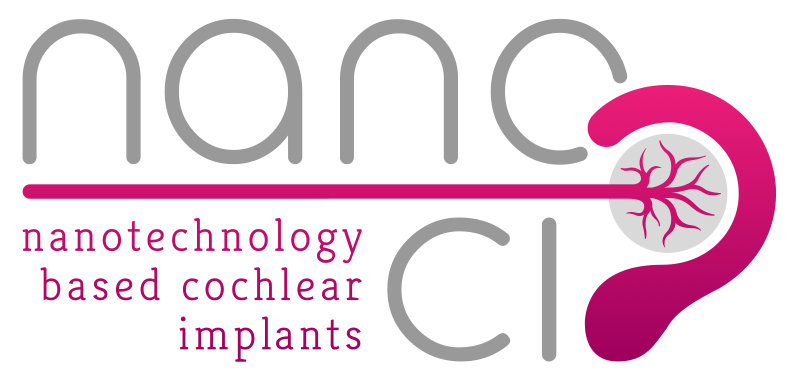 nano
CI
nanotechnology
based cochlear
implants